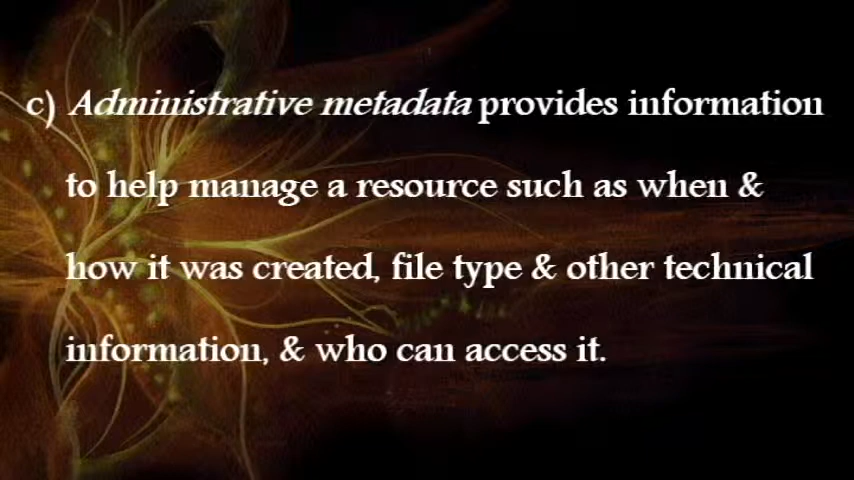 c) Administrative metadata provides information
to help manage a resource such as when &
how it was created, file type & other technical
information, & who can access it.